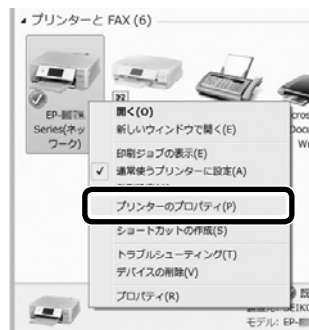 プリンターと FAX (6)
EP-
Series(ネッ
トワーク)
開く(O)
新しいウィンドウで開く(E)
印刷ジョブの表示(E)
✓ 通常使うプリンターに設定(A)
プリンターのプロパティ(P)
ショートカットの作成(S)
トラブルシューティング(T)
デバイスの削除(V)
プロパティ(R)
モデル: EP-